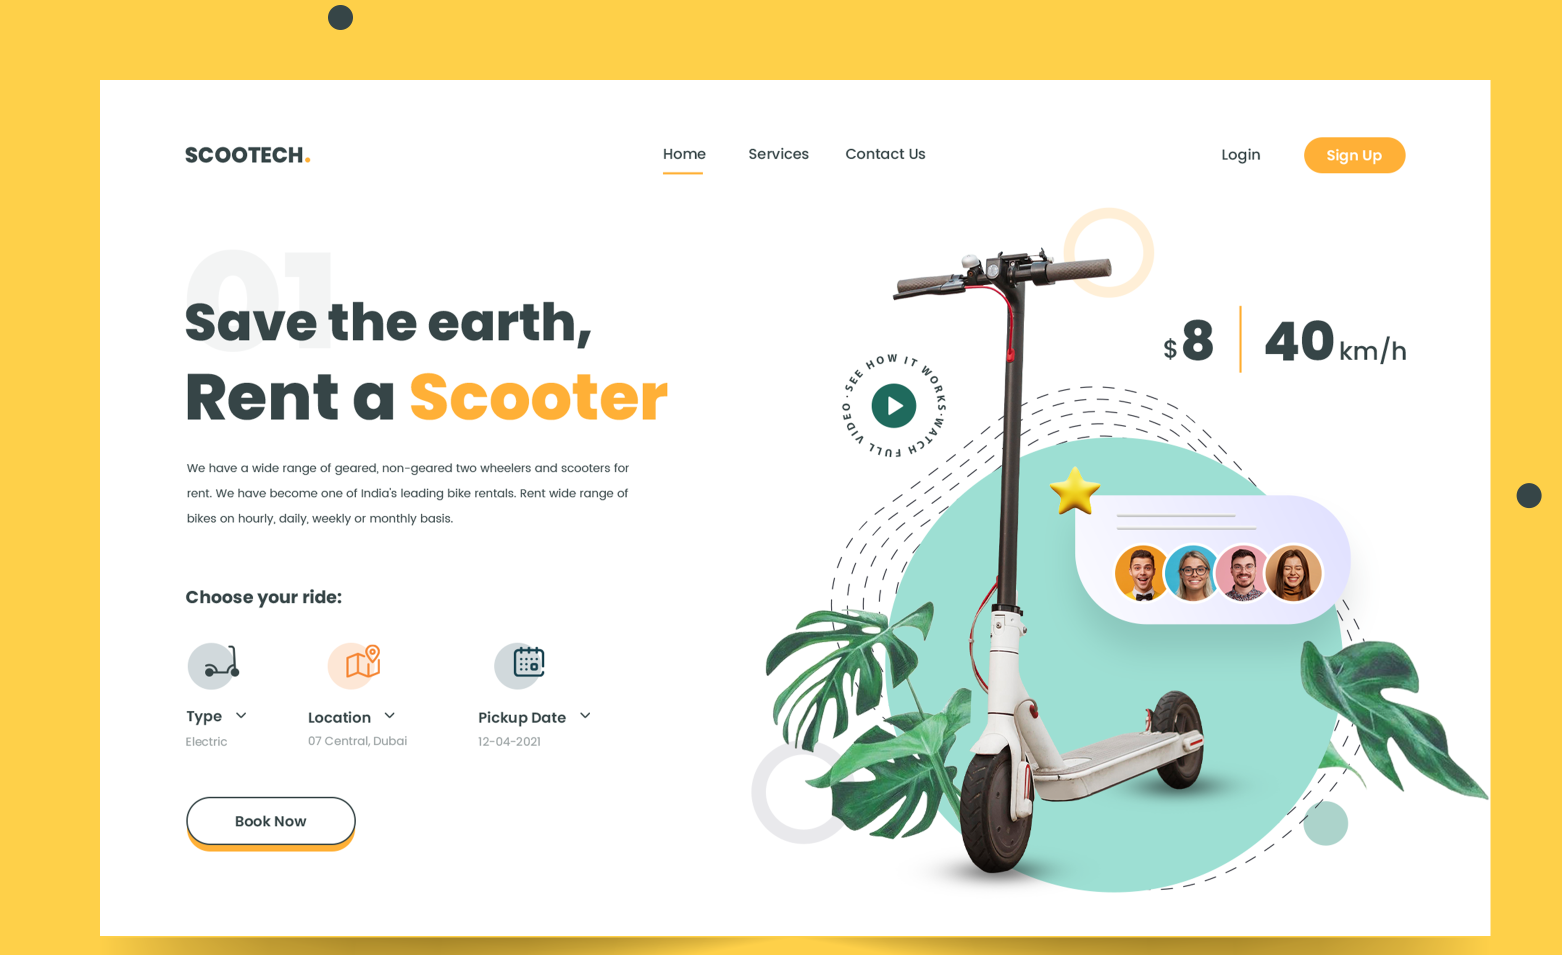 SCOOTECH.
Home
Services
Contact Us
Login
Sign Up
01
Save the earth,
Rent a Scooter
We have a wide range of geared, non-geared two wheelers and scooters for
rent. We have become one of India's leading bike rentals. Rent wide range of
bikes on hourly, daily, weekly or monthly basis.
Choose your ride:
Type
Electric
Location
07 Central, Dubai
Pickup Date
12-04-2021
Book Now
SEE HOW IT WORKS·WATCH FULL VIDEO·
$8
40km/h